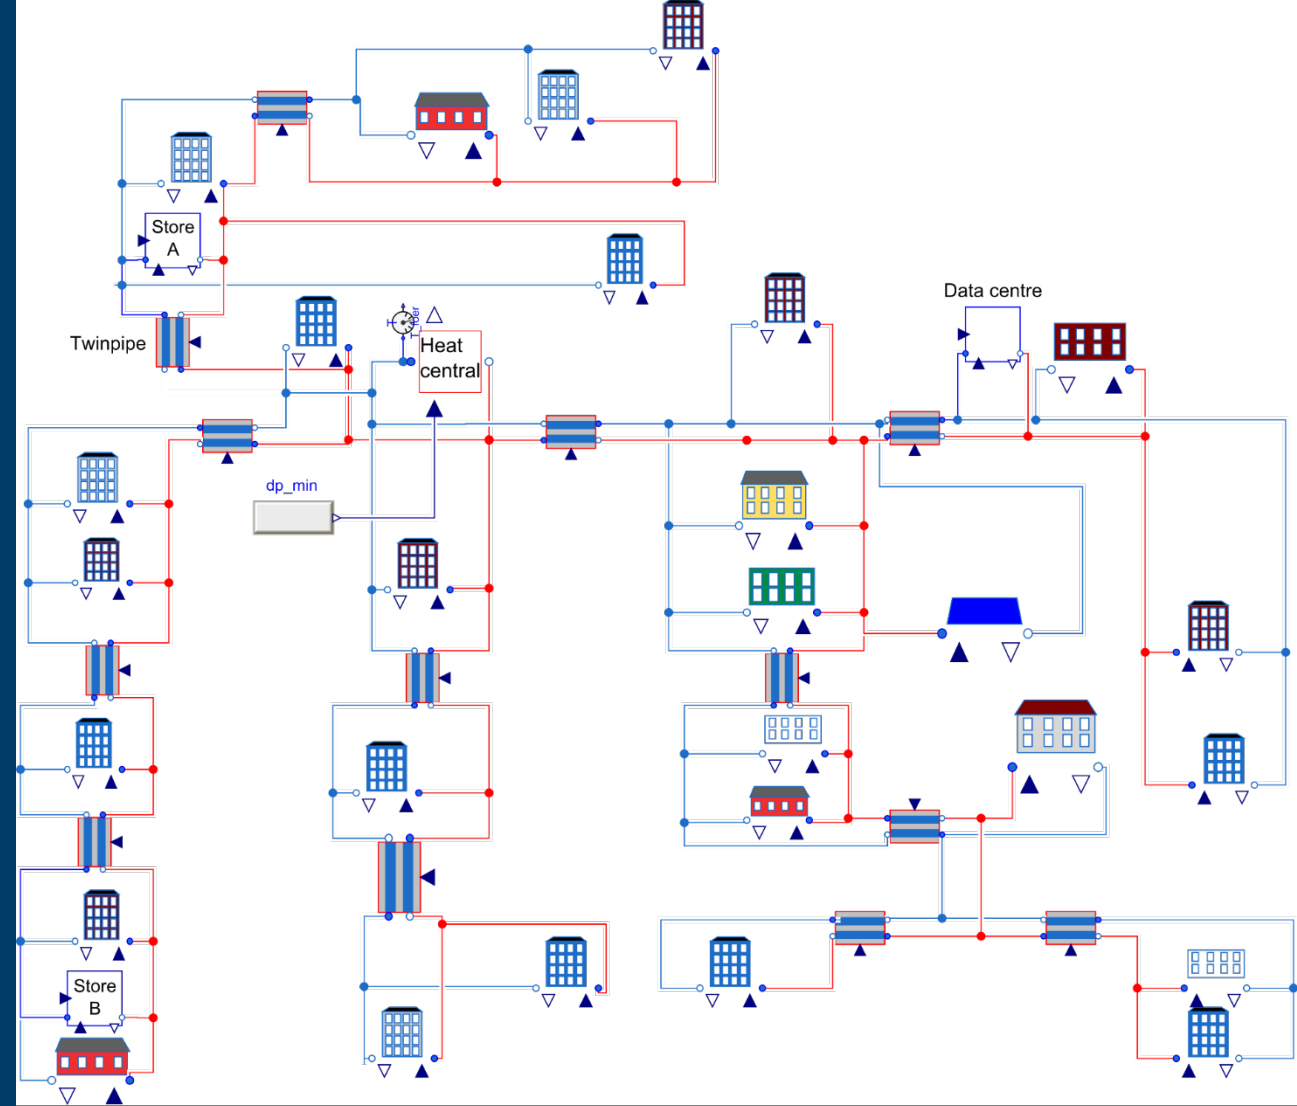 Store
A
Data centre
Twinpipe
Heat
central
dp_min
Store
B